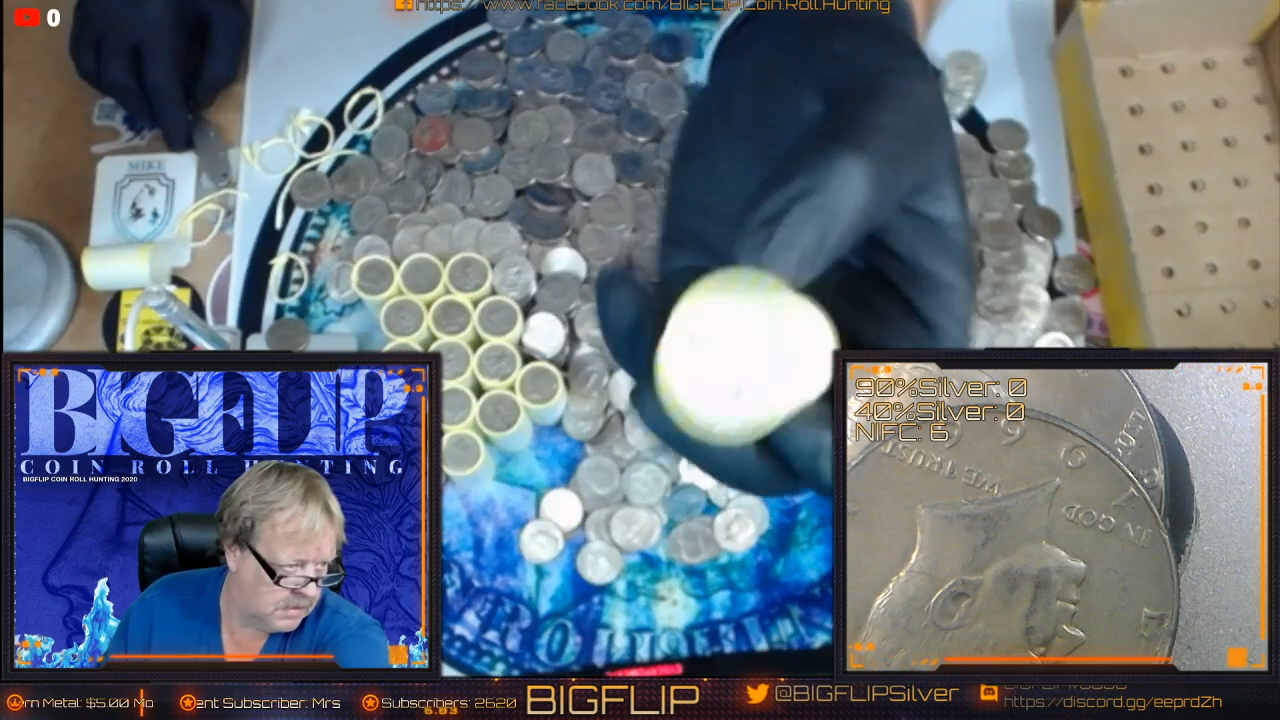 0
https://www.facebook.com/BIGFLIPCoin.Roll.Hunting
MIKE
BIGFLIP
COIN ROLL HUNTING
BIGFLIP COIN ROLL HUNTING 2020
90%Silver: 0
40%Silver: 0
NIFC: 6
WE TRUST
IN GOD
ern Metal: $5.00 Mo
ent Subscriber: Mrs
Subscribers: 2620
BIGFLIP
@BIGFLIPSilver
https://discord.gg/eeprdZh